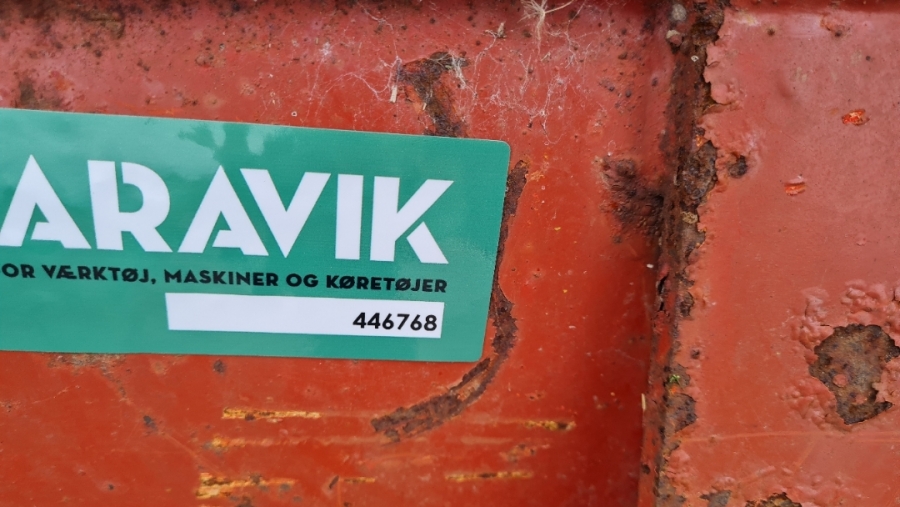 ARAVIK
OR VÆRKTØJ, MASKINER OG KØRETØJER
446768